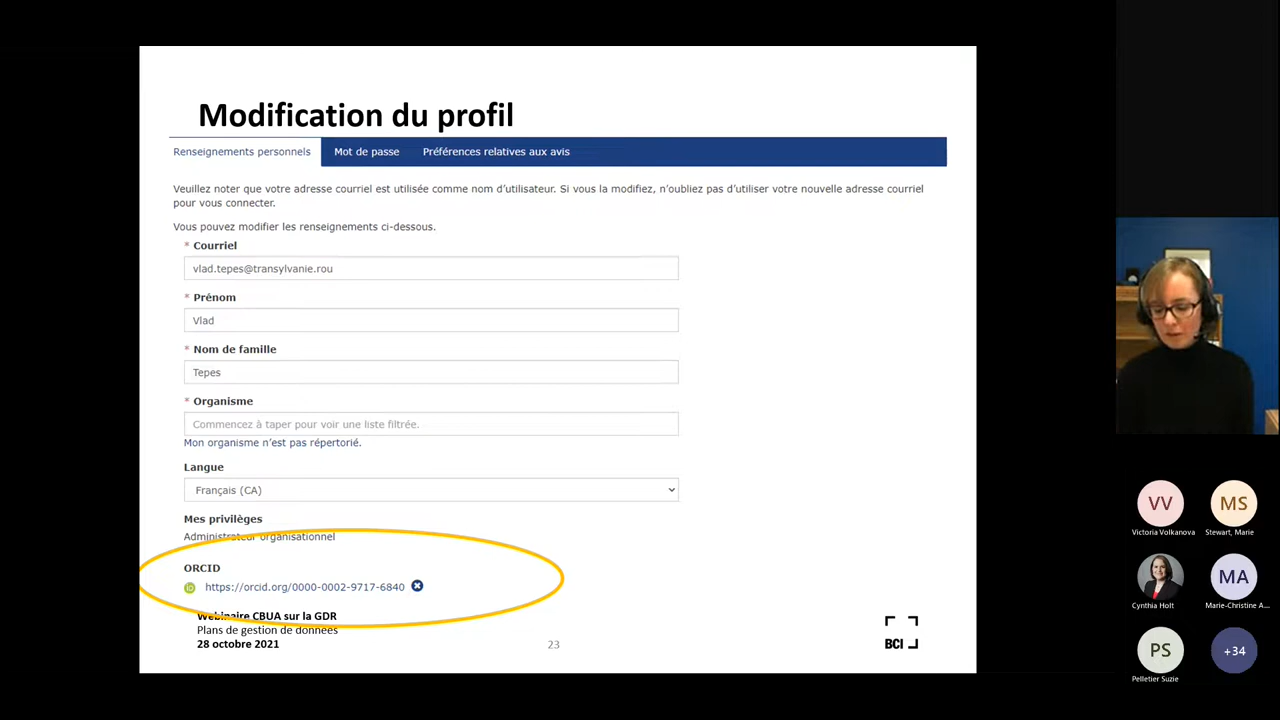 Modification du profil
Renseignements personnels Mot de passe Préférences relatives aux avis
Veuillez noter que votre adresse courriel est utilisée comme nom d'utilisateur. Si vous la modifiez, n'oubliez pas d'utiliser votre nouvelle adresse courriel
pour vous connecter.
Vous pouvez modifier les renseignements ci-dessous.
* Courriel
vlad.tepes@transylvanie.rou
* Prénom
Vlad
* Nom de famille
Tepes
* Organisme
Commencez à taper pour voir une liste filtrée.
Mon organisme n'est pas répertorié.
Langue
Français (CA)
Mes privilèges
Administrateur organisationnel
ORCID
iD https://orcid.org/0000-0002-9717-6840
Webinaire CBUA sur la GDR
Plans de gestion de données
28 octobre 2021
23
BCI
VV MS
Victoria Volkanova Stewart, Marie
MA
Cynthia Holt Marie-Christine A...
PS +34
Pelletier Suzie